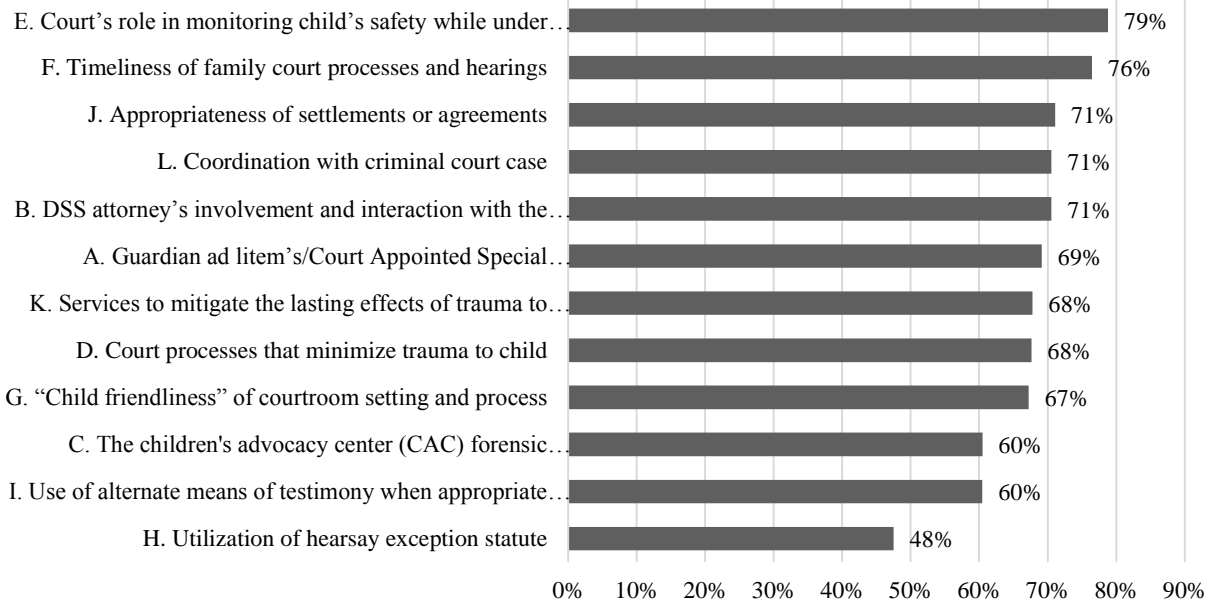 E. Court’s role in monitoring child’s safety while under… 79%
F. Timeliness of family court processes and hearings 76%
J. Appropriateness of settlements or agreements 71%
L. Coordination with criminal court case 71%
B. DSS attorney’s involvement and interaction with the… 71%
A. Guardian ad litem’s/Court Appointed Special… 69%
K. Services to mitigate the lasting effects of trauma to… 68%
D. Court processes that minimize trauma to child 68%
G. “Child friendliness” of courtroom setting and process 67%
C. The children's advocacy center (CAC) forensic… 60%
I. Use of alternate means of testimony when appropriate… 60%
H. Utilization of hearsay exception statute 48%
0% 10% 20% 30% 40% 50% 60% 70% 80% 90%